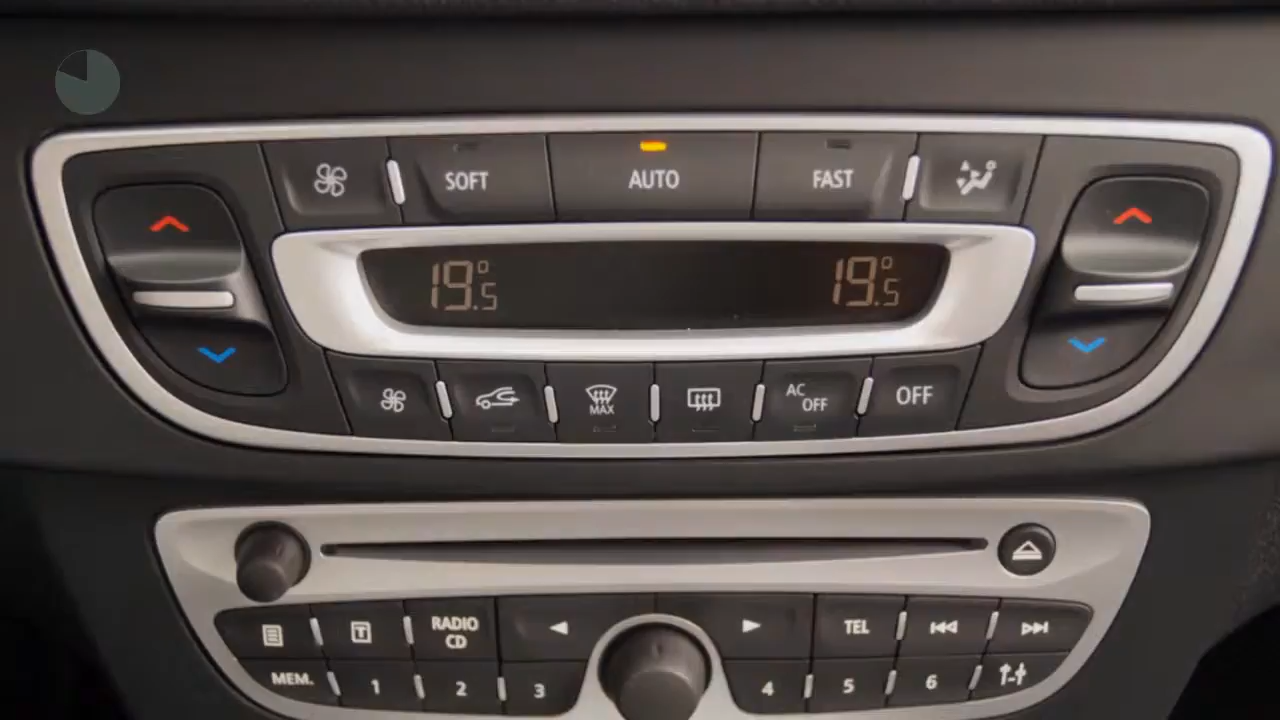 SOFT
AUTO
FAST
19.5°
19.5°
MAX
AC
OFF
OFF
RADIO
CD
TEL
MEM.
1
2
3
4
5
6